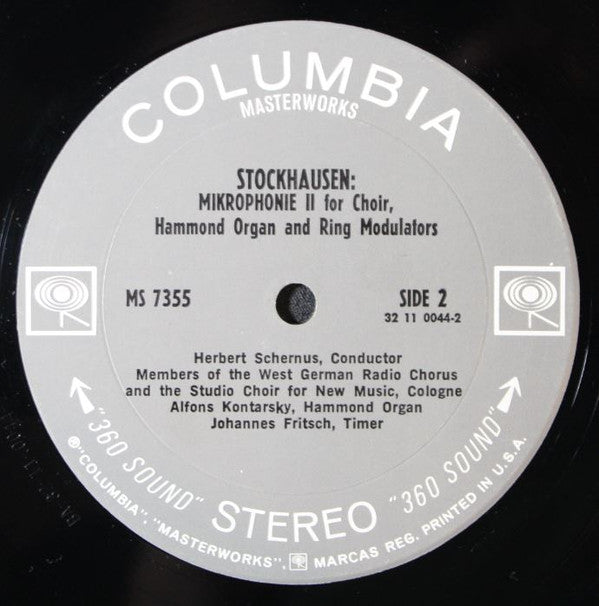 COLUMBIA
MASTERWORKS
STOCKHAUSEN:
MIKROPHONIE II for Choir,
Hammond Organ and Ring Modulators
MS 7355
SIDE 2
32 11 0044-2
Herbert Schernus, Conductor
Members of the West German Radio Chorus
and the Studio Choir for New Music, Cologne
Alfons Kontarsky, Hammond Organ
Johannes Fritsch, Timer
"360 SOUND" STEREO "360 SOUND"
®"COLUMBIA", "MASTERWORKS", MARCAS REG. PRINTED IN U.S.A.